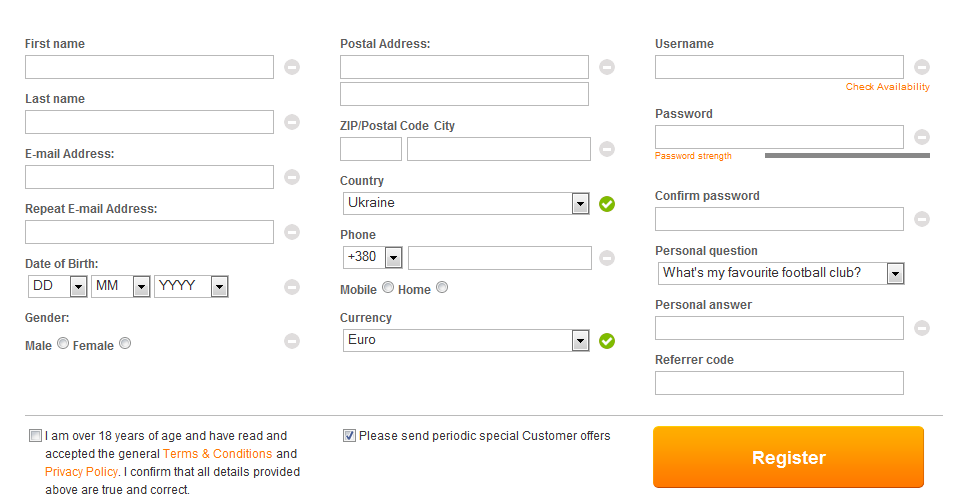 First name
Last name
E-mail Address:
Repeat E-mail Address:
Date of Birth:
DD MM YYYY
Gender:
Male Female
Postal Address:
ZIP/Postal Code City
Country
Ukraine
Phone
+380
Mobile Home
Currency
Euro
Username
Check Availability
Password
Password strength
Confirm password
Personal question
What's my favourite football club?
Personal answer
Referrer code
I am over 18 years of age and have read and
accepted the general Terms & Conditions and
Privacy Policy. I confirm that all details provided
above are true and correct.
Please send periodic special Customer offers
Register